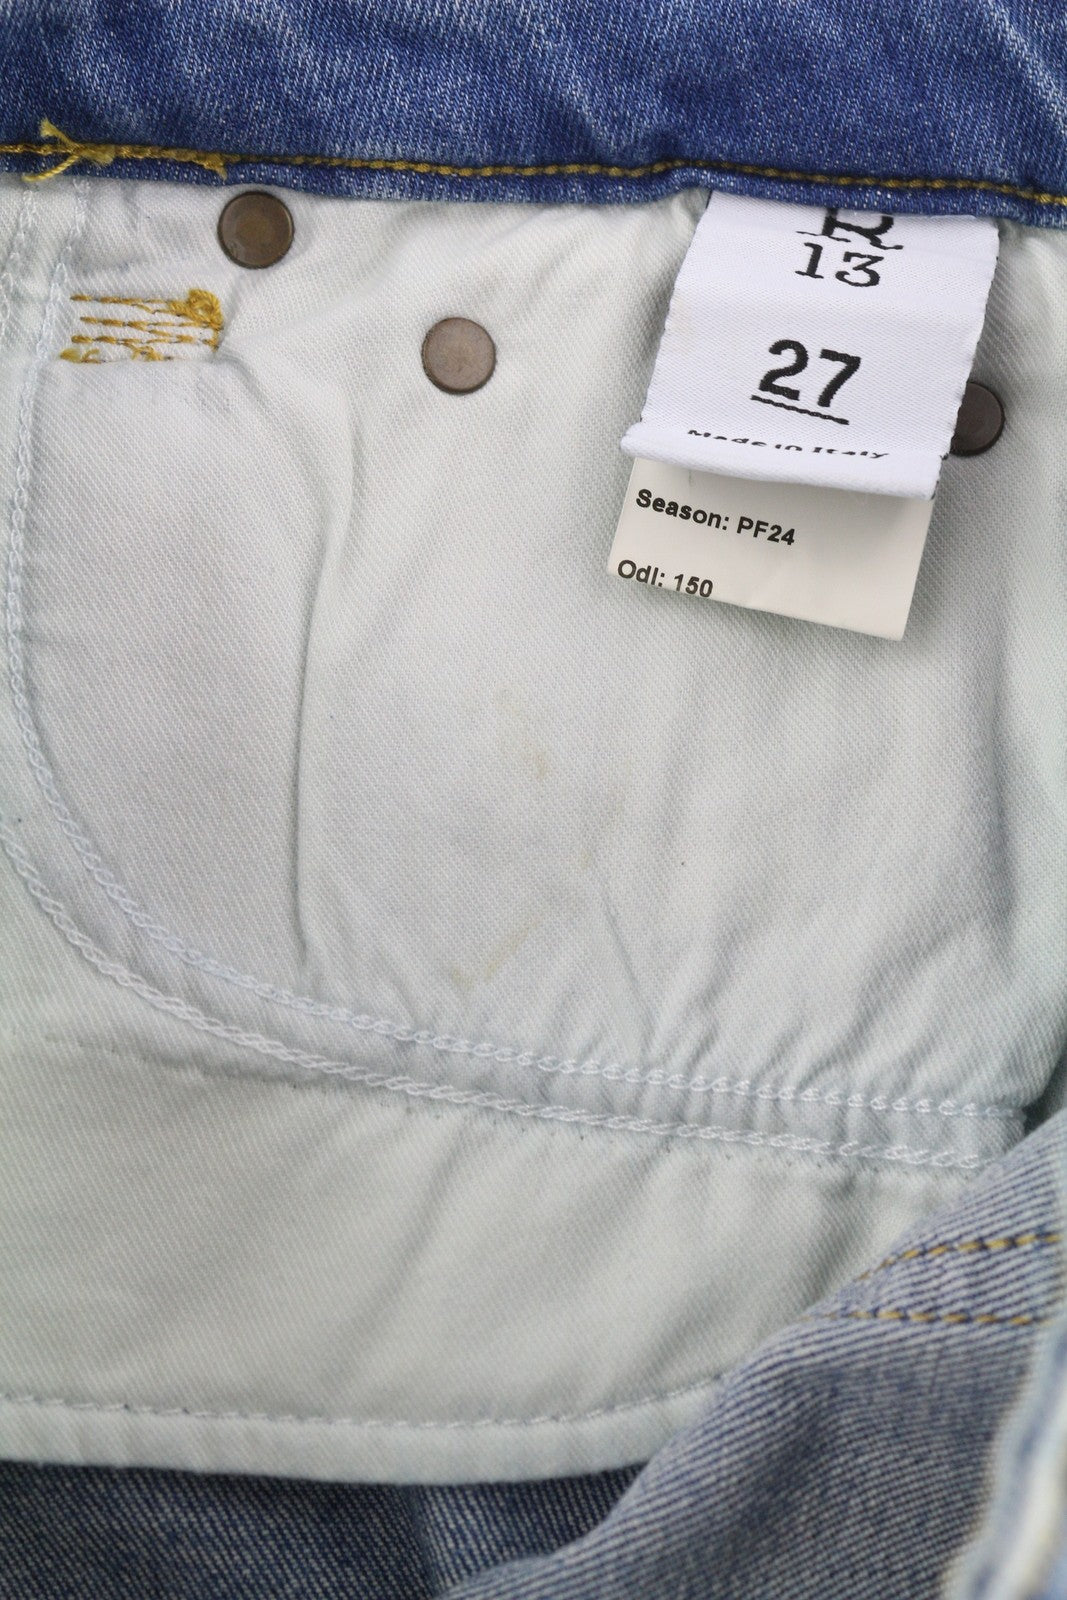 R
13
27
Made in Italy
Season: PF24
Odl: 150